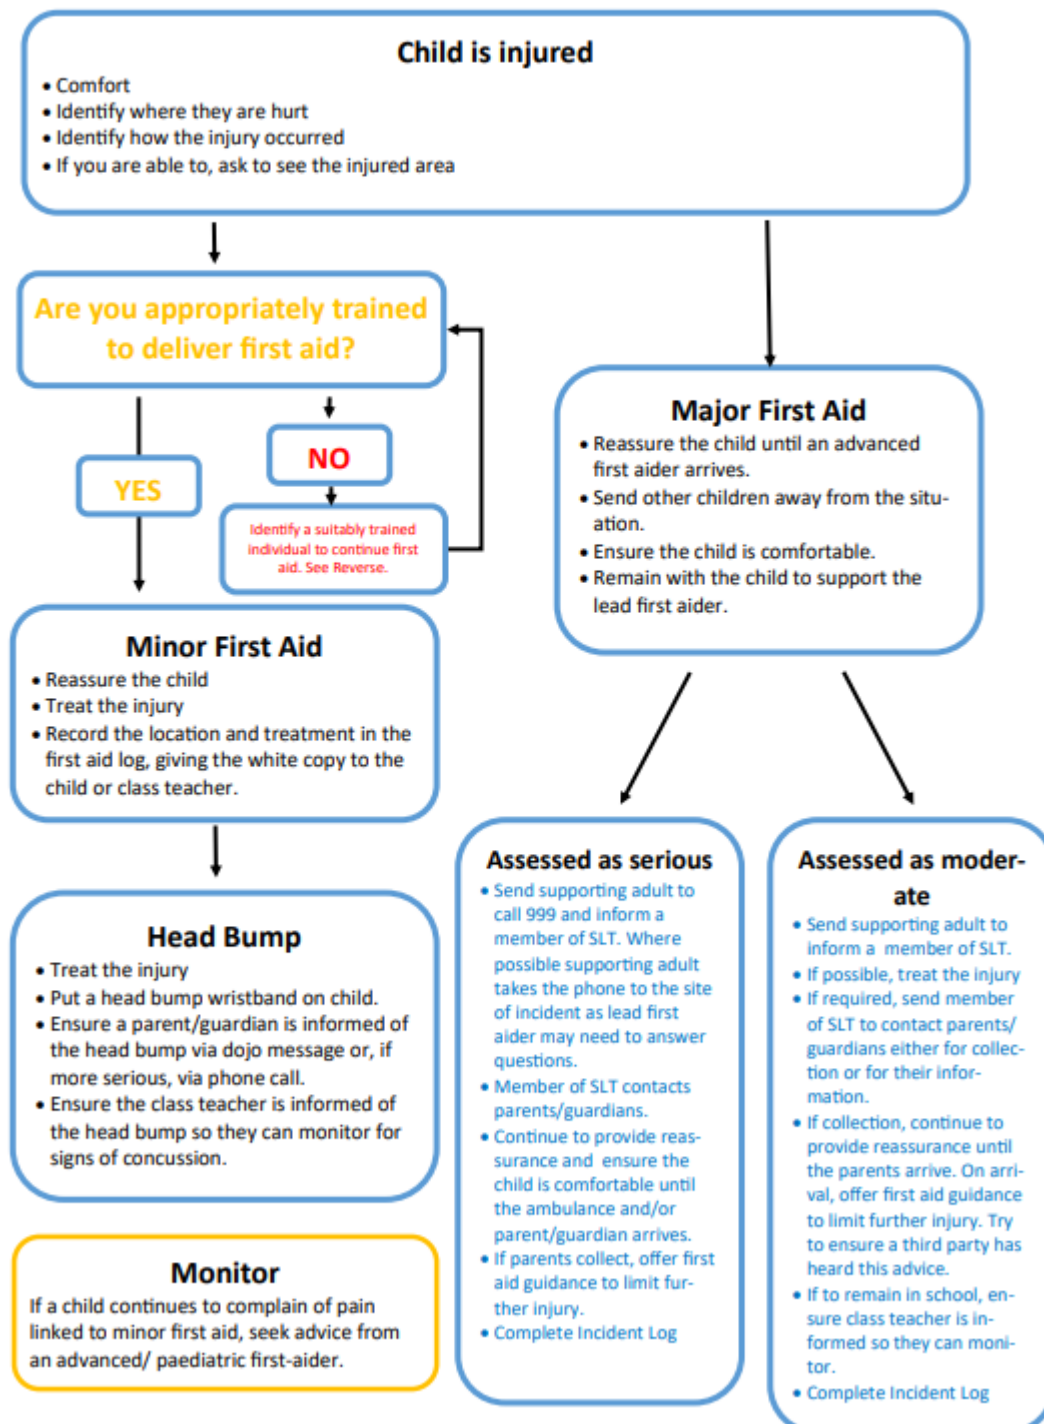 Child is injured
• Comfort
• Identify where they are hurt
• Identify how the injury occurred
• If you are able to, ask to see the injured area
Are you appropriately trained
to deliver first aid?
YES
NO
Identify a suitably trained
individual to continue first
aid. See Reverse.
Minor First Aid
• Reassure the child
• Treat the injury
• Record the location and treatment in the
first aid log, giving the white copy to the
child or class teacher.
Head Bump
• Treat the injury
• Put a head bump wristband on child.
• Ensure a parent/guardian is informed of
the head bump via dojo message or, if
more serious, via phone call.
• Ensure the class teacher is informed of
the head bump so they can monitor for
signs of concussion.
Monitor
If a child continues to complain of pain
linked to minor first aid, seek advice from
an advanced/ paediatric first-aider.
Major First Aid
• Reassure the child until an advanced
first aider arrives.
• Send other children away from the situ-
ation.
• Ensure the child is comfortable.
• Remain with the child to support the
lead first aider.
Assessed as serious
• Send supporting adult to
call 999 and inform a
member of SLT. Where
possible supporting adult
takes the phone to the site
of incident as lead first
aider may need to answer
questions.
• Member of SLT contacts
parents/guardians.
• Continue to provide reas-
surance and ensure the
child is comfortable until
the ambulance and/or
parent/guardian arrives.
• If parents collect, offer first
aid guidance to limit fur-
ther injury.
• Complete Incident Log
Assessed as moder-
ate
• Send supporting adult to
inform a member of SLT.
• If possible, treat the injury
• If required, send member
of SLT to contact parents/
guardians either for collec-
tion or for their infor-
mation.
• If collection, continue to
provide reassurance until
the parents arrive. On arri-
val, offer first aid guidance
to limit further injury. Try
to ensure a third party has
heard this advice.
• If to remain in school, en-
sure class teacher is in-
formed so they can moni-
tor.
• Complete Incident Log